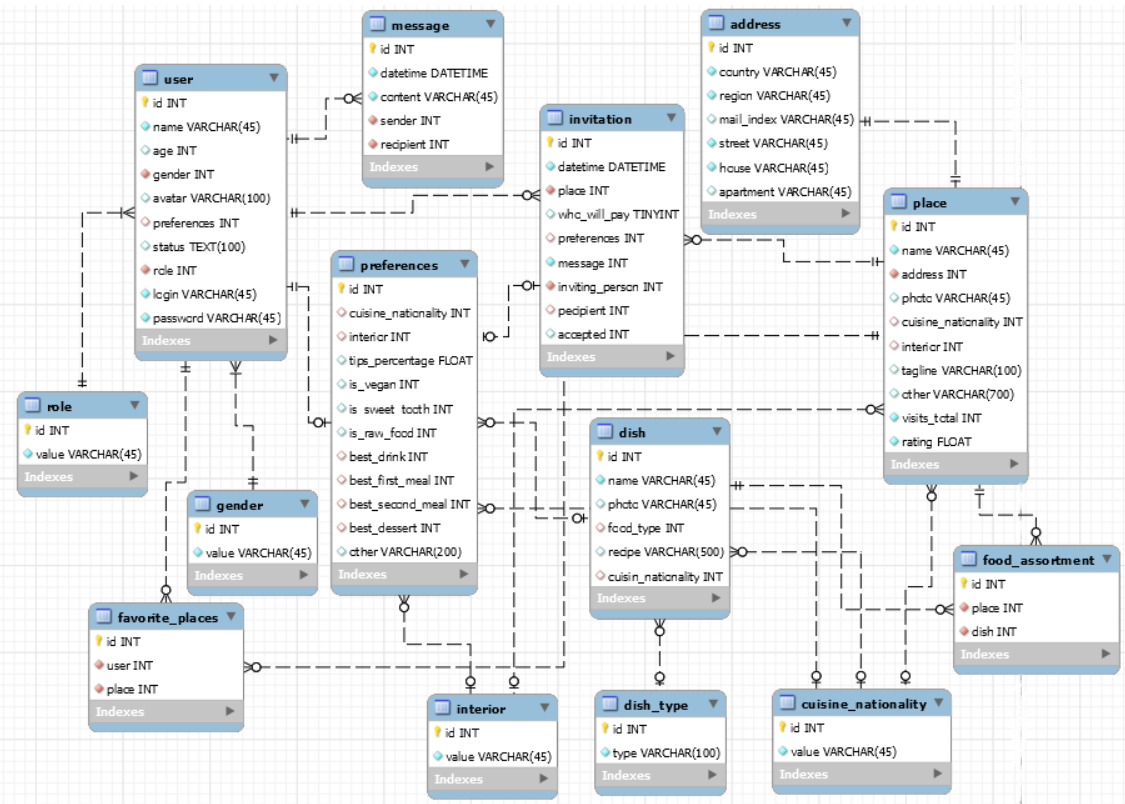 message
id INT
datetime DATETIME
content VARCHAR(45)
sender INT
recipient INT
Indexes
address
id INT
country VARCHAR(45)
region VARCHAR(45)
mail_index VARCHAR(45)
street VARCHAR(45)
house VARCHAR(45)
apartment VARCHAR(45)
Indexes
user
id INT
name VARCHAR(45)
age INT
gender INT
avatar VARCHAR(100)
preferences INT
status TEXT(100)
role INT
login VARCHAR(45)
password VARCHAR(45)
Indexes
invitation
id INT
datetime DATETIME
place INT
who_will_pay TINYINT
preferences INT
message INT
inviting_person INT
pecipient INT
accepted INT
Indexes
place
id INT
name VARCHAR(45)
address INT
photo VARCHAR(45)
cuisine_nationality INT
interior INT
tagline VARCHAR(100)
other VARCHAR(700)
visits_total INT
rating FLOAT
Indexes
preferences
id INT
cuisine_nationality INT
interior INT
tips_percentage FLOAT
is_vegan INT
is_sweet_tooth INT
is_raw_food INT
best_drink INT
best_first_meal INT
best_second_meal INT
best_dessert INT
other VARCHAR(200)
Indexes
role
id INT
value VARCHAR(45)
Indexes
dish
id INT
name VARCHAR(45)
photo VARCHAR(45)
food_type INT
recipe VARCHAR(500)
cuisin_nationality INT
Indexes
gender
id INT
value VARCHAR(45)
Indexes
food_assortment
id INT
place INT
dish INT
Indexes
favorite_places
id INT
user INT
place INT
Indexes
interior
id INT
value VARCHAR(45)
Indexes
dish_type
id INT
type VARCHAR(100)
Indexes
cuisine_nationality
id INT
value VARCHAR(45)
Indexes